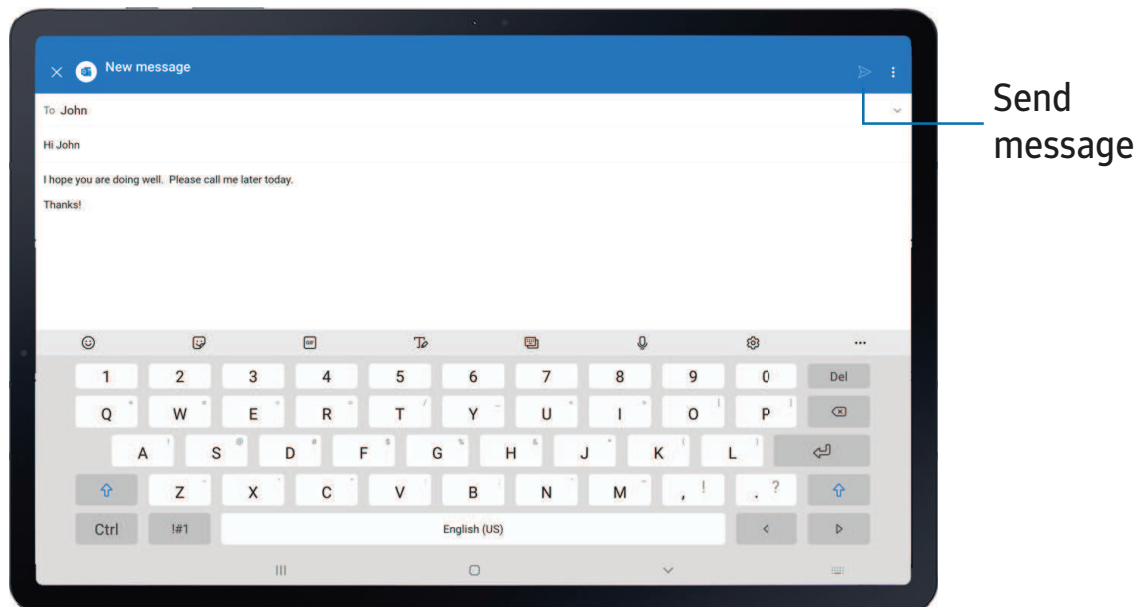 New message
To John
Hi John
I hope you are doing well.  Please call me later today.
Thanks!
Send
message
GIF
1 2 3 4 5 6 7 8 9 0 Del
Q W E R T Y U I O P
A S D F G H J K L
Z X C V B N M , ! . ?
Ctrl !#1 English (US) <